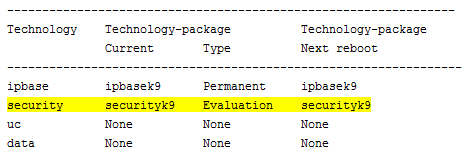 ----------------------------------------------------------------
Technology    Technology-package          Technology-package
              Current       Type          Next reboot
-----------------------------------------------------------------
ipbase        ipbasek9      Permanent     ipbasek9
security      securityk9    Evaluation    securityk9
uc            None          None          None
data          None          None          None